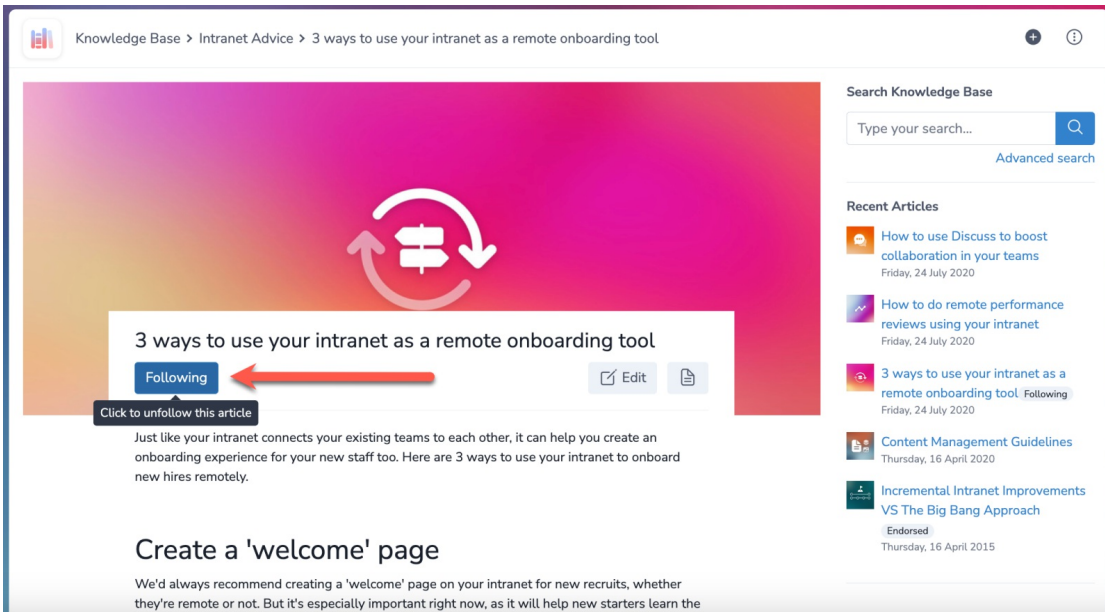 Knowledge Base > Intranet Advice > 3 ways to use your intranet as a remote onboarding tool
3 ways to use your intranet as a remote onboarding tool
Following
Edit
Click to unfollow this article
Just like your intranet connects your existing teams to each other, it can help you create an
onboarding experience for your new staff too. Here are 3 ways to use your intranet to onboard
new hires remotely.
Create a 'welcome' page
We'd always recommend creating a 'welcome' page on your intranet for new recruits, whether
they're remote or not. But it's especially important right now, as it will help new starters learn the
Search Knowledge Base
Type your search...
Advanced search
Recent Articles
How to use Discuss to boost
collaboration in your teams
Friday, 24 July 2020
How to do remote performance
reviews using your intranet
Friday, 24 July 2020
3 ways to use your intranet as a
remote onboarding tool Following
Friday, 24 July 2020
Content Management Guidelines
Thursday, 16 April 2020
Incremental Intranet Improvements
VS The Big Bang Approach
Endorsed
Thursday, 16 April 2015